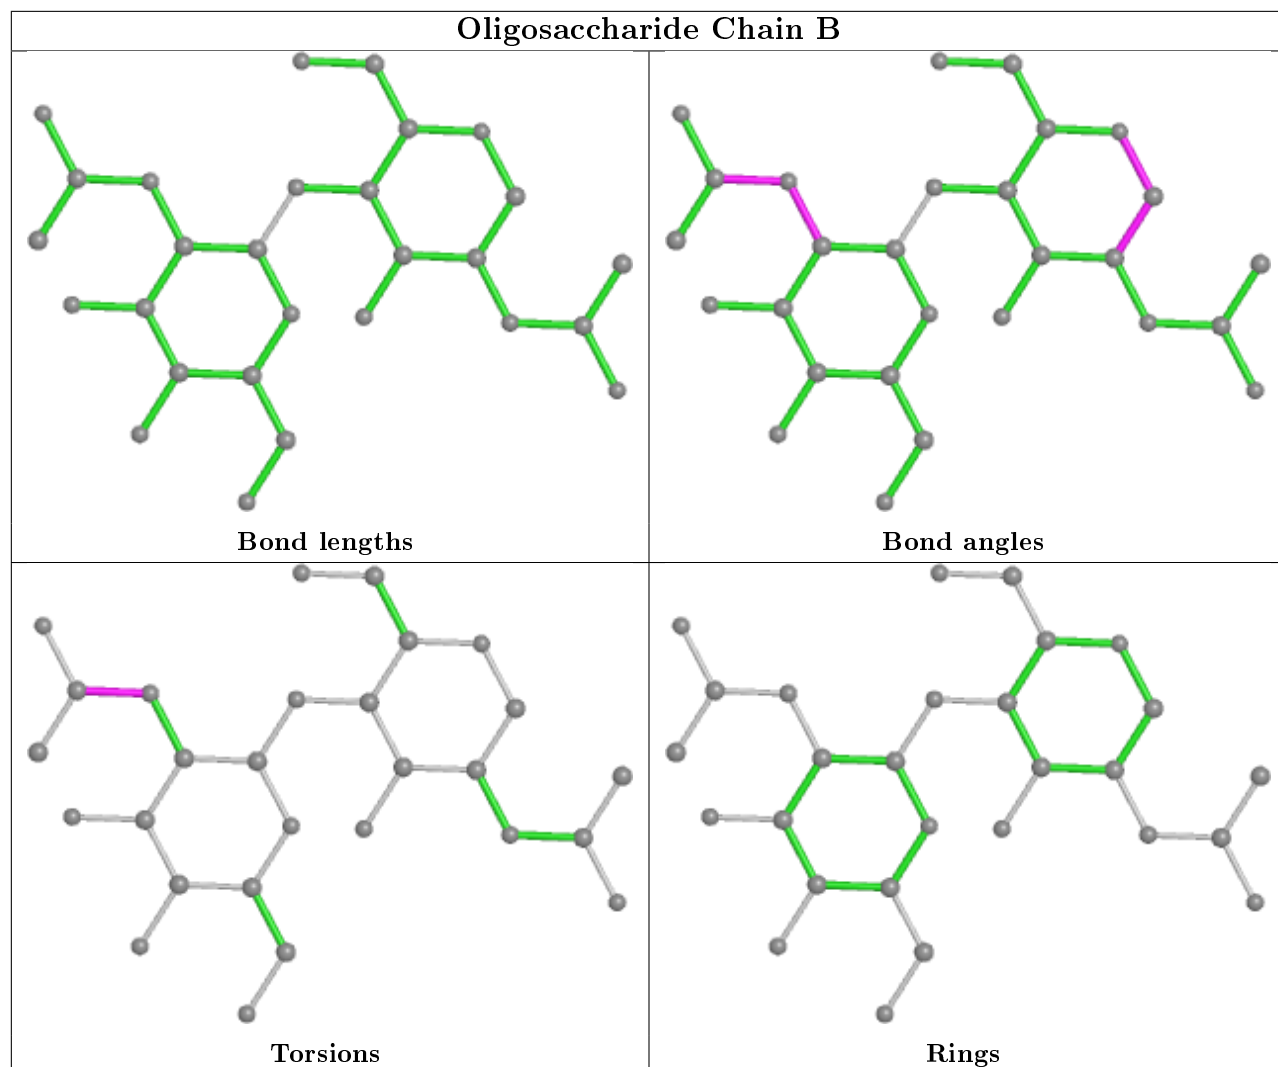 Oligosaccharide Chain B
Bond lengths
Bond angles
Torsions
Rings